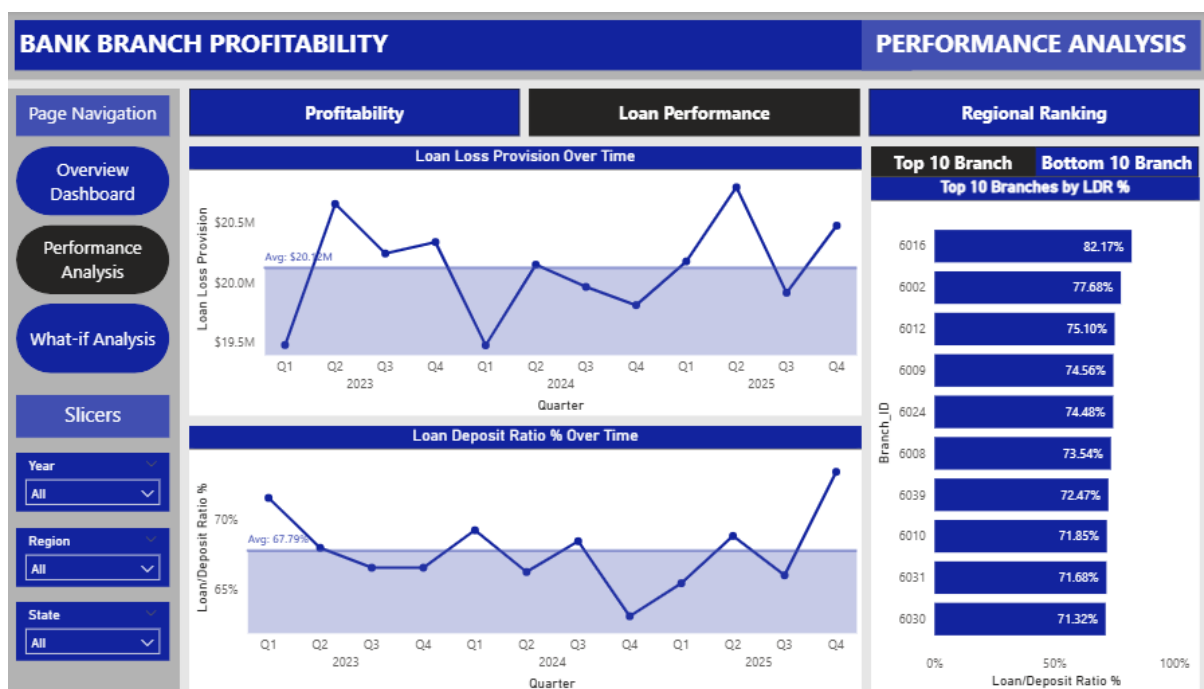 BANK BRANCH PROFITABILITY
PERFORMANCE ANALYSIS
Page Navigation
Overview
Dashboard
Performance
Analysis
What-if Analysis
Slicers
Year
All
Region
All
State
All
Profitability
Loan Performance
Regional Ranking
Loan Loss Provision Over Time
Loan Loss Provision
$20.5M
$20.0M
$19.5M
Avg: $20.12M
Q1 Q2 Q3 Q4 Q1 Q2 Q3 Q4 Q1 Q2 Q3 Q4
2023 2024 2025
Quarter
Loan Deposit Ratio % Over Time
Loan/Deposit Ratio %
70%
65%
Avg: 67.79%
Q1 Q2 Q3 Q4 Q1 Q2 Q3 Q4 Q1 Q2 Q3 Q4
2023 2024 2025
Quarter
Top 10 Branch Bottom 10 Branch
Top 10 Branches by LDR %
Branch_ID
6016 82.17%
6002 77.68%
6012 75.10%
6009 74.56%
6024 74.48%
6008 73.54%
6039 72.47%
6010 71.85%
6031 71.68%
6030 71.32%
0% 50% 100%
Loan/Deposit Ratio %